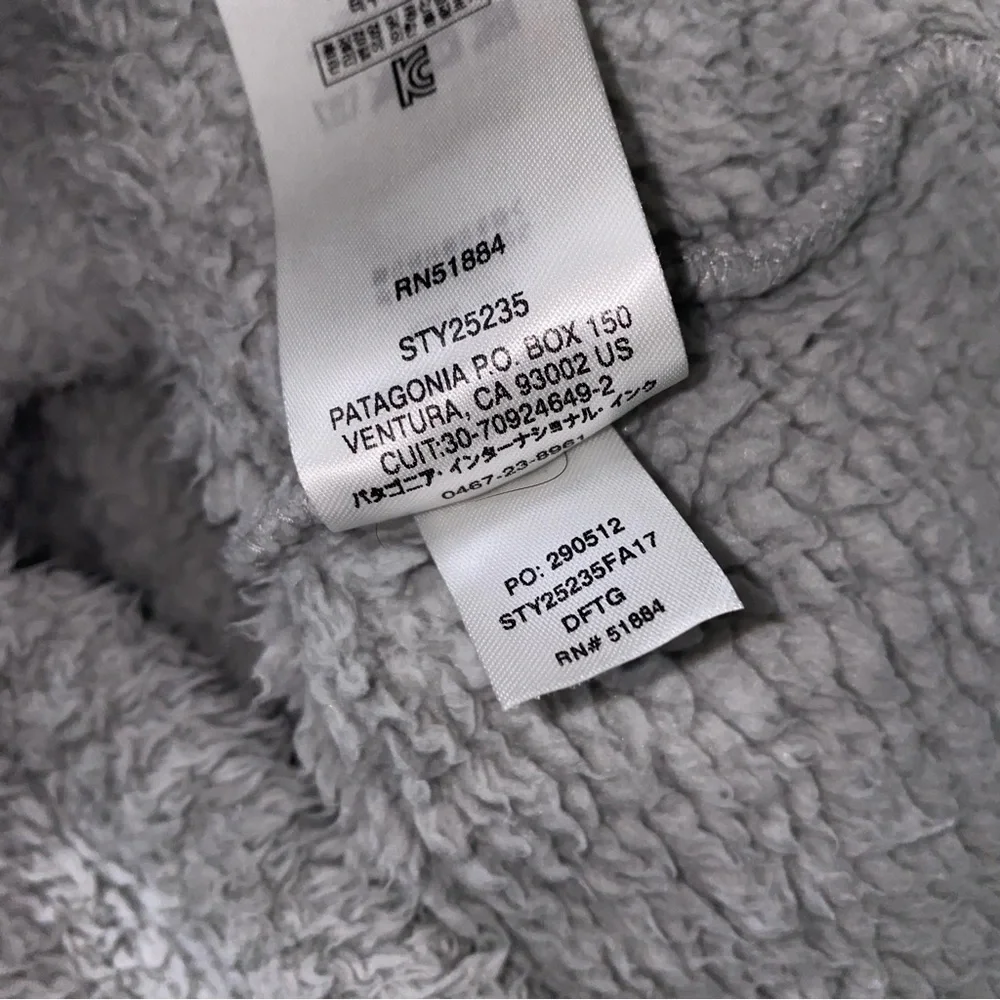 RN51884
STY25235
PATAGONIA P.O. BOX 150
VENTURA, CA 93002 US
CUIT:30-70924649-2
パタゴニア・インターナショナル・インク
0467-23-8961
PO: 290512
STY25235FA17
DFTG
RN# 51884